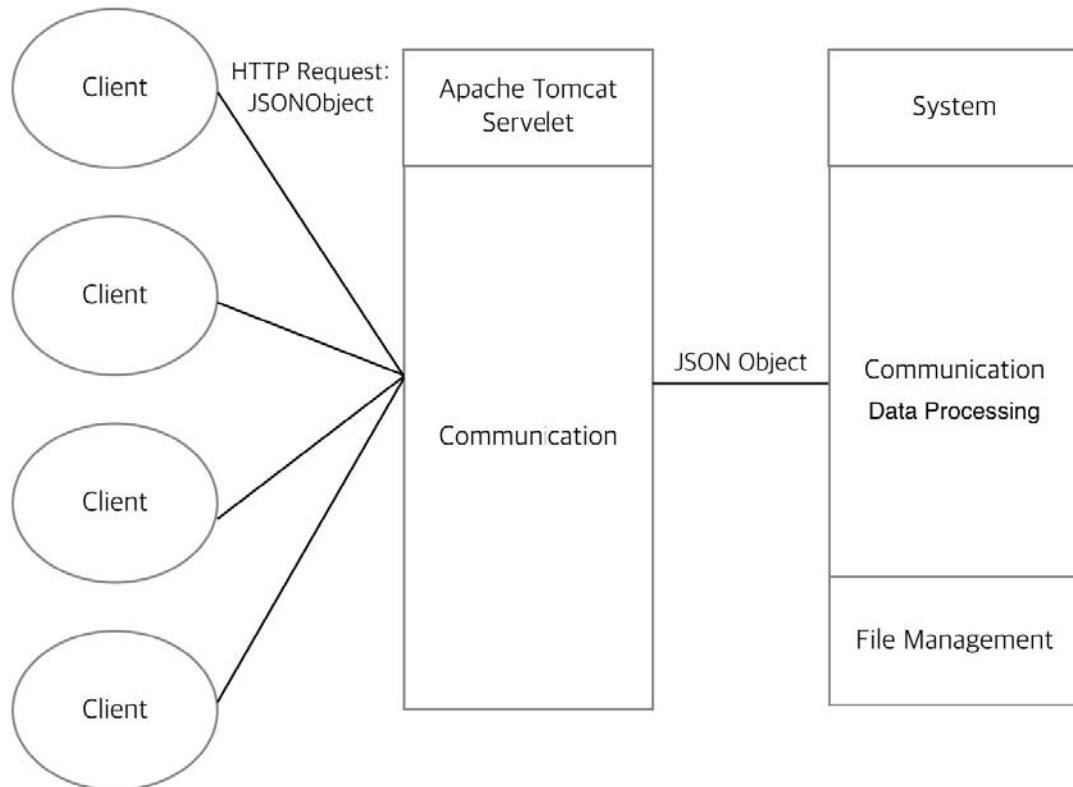 Client
HTTP Request:
JSONObject
Apache Tomcat
Servelet
System
Client
JSON Object
Communication
Data Processing
Communication
Client
File Management
Client